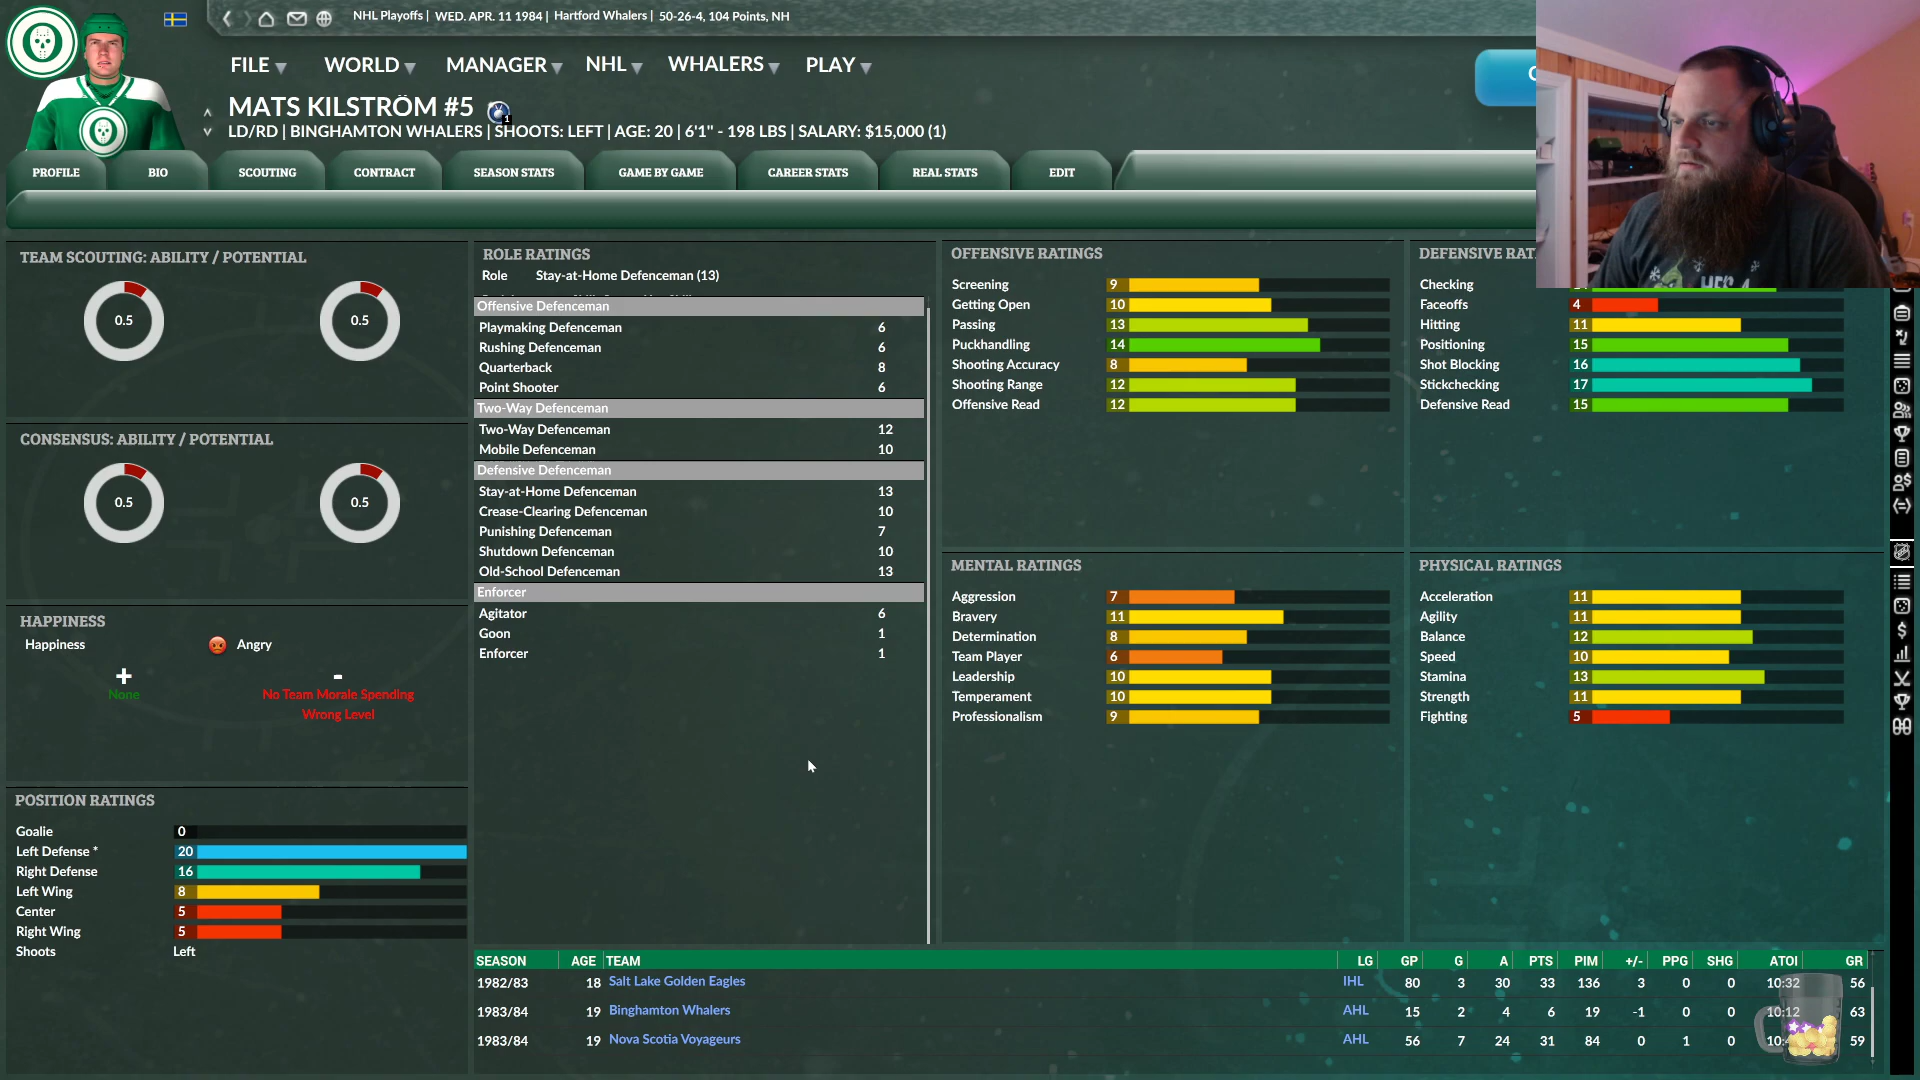 NHL Playoffs | WED. APR. 11 1984 | Hartford Whalers | 50-26-4, 104 Points, NH
FILE WORLD MANAGER NHL WHALERS PLAY
MATS KILSTRÖM #5
1
LD/RD | BINGHAMTON WHALERS | SHOOTS: LEFT | AGE: 20 | 6'1" - 198 LBS | SALARY: $15,000 (1)
PROFILE BIO SCOUTING CONTRACT SEASON STATS GAME BY GAME CAREER STATS REAL STATS EDIT
TEAM SCOUTING: ABILITY / POTENTIAL
0.5 0.5
CONSENSUS: ABILITY / POTENTIAL
0.5 0.5
HAPPINESS
Happiness Angry
+ -
None No Team Morale Spending
Wrong Level
POSITION RATINGS
Goalie 0
Left Defense * 20
Right Defense 16
Left Wing 8
Center 5
Right Wing 5
Shoots Left
ROLE RATINGS
Role Stay-at-Home Defenceman (13)
Offensive Defenceman
Playmaking Defenceman 6
Rushing Defenceman 6
Quarterback 8
Point Shooter 6
Two-Way Defenceman
Two-Way Defenceman 12
Mobile Defenceman 10
Defensive Defenceman
Stay-at-Home Defenceman 13
Crease-Clearing Defenceman 10
Punishing Defenceman 7
Shutdown Defenceman 10
Old-School Defenceman 13
Enforcer
Agitator 6
Goon 1
Enforcer 1
OFFENSIVE RATINGS
Screening 9
Getting Open 10
Passing 13
Puckhandling 14
Shooting Accuracy 8
Shooting Range 12
Offensive Read 12
DEFENSIVE
Checking
Faceoffs 4
Hitting 11
Positioning 15
Shot Blocking 16
Stickchecking 17
Defensive Read 15
MENTAL RATINGS
Aggression 7
Bravery 11
Determination 8
Team Player 6
Leadership 10
Temperament 10
Professionalism 9
PHYSICAL RATINGS
Acceleration 11
Agility 11
Balance 12
Speed 10
Stamina 13
Strength 11
Fighting 5
SEASON AGE TEAM LG GP G A PTS PIM +/- PPG SHG ATOI GR
1982/83 18 Salt Lake Golden Eagles IHL 80 3 30 33 136 3 0 0 10:32 56
1983/84 19 Binghamton Whalers AHL 15 2 4 6 19 -1 0 0 10:12 63
1983/84 19 Nova Scotia Voyageurs AHL 56 7 24 31 84 0 1 0 59